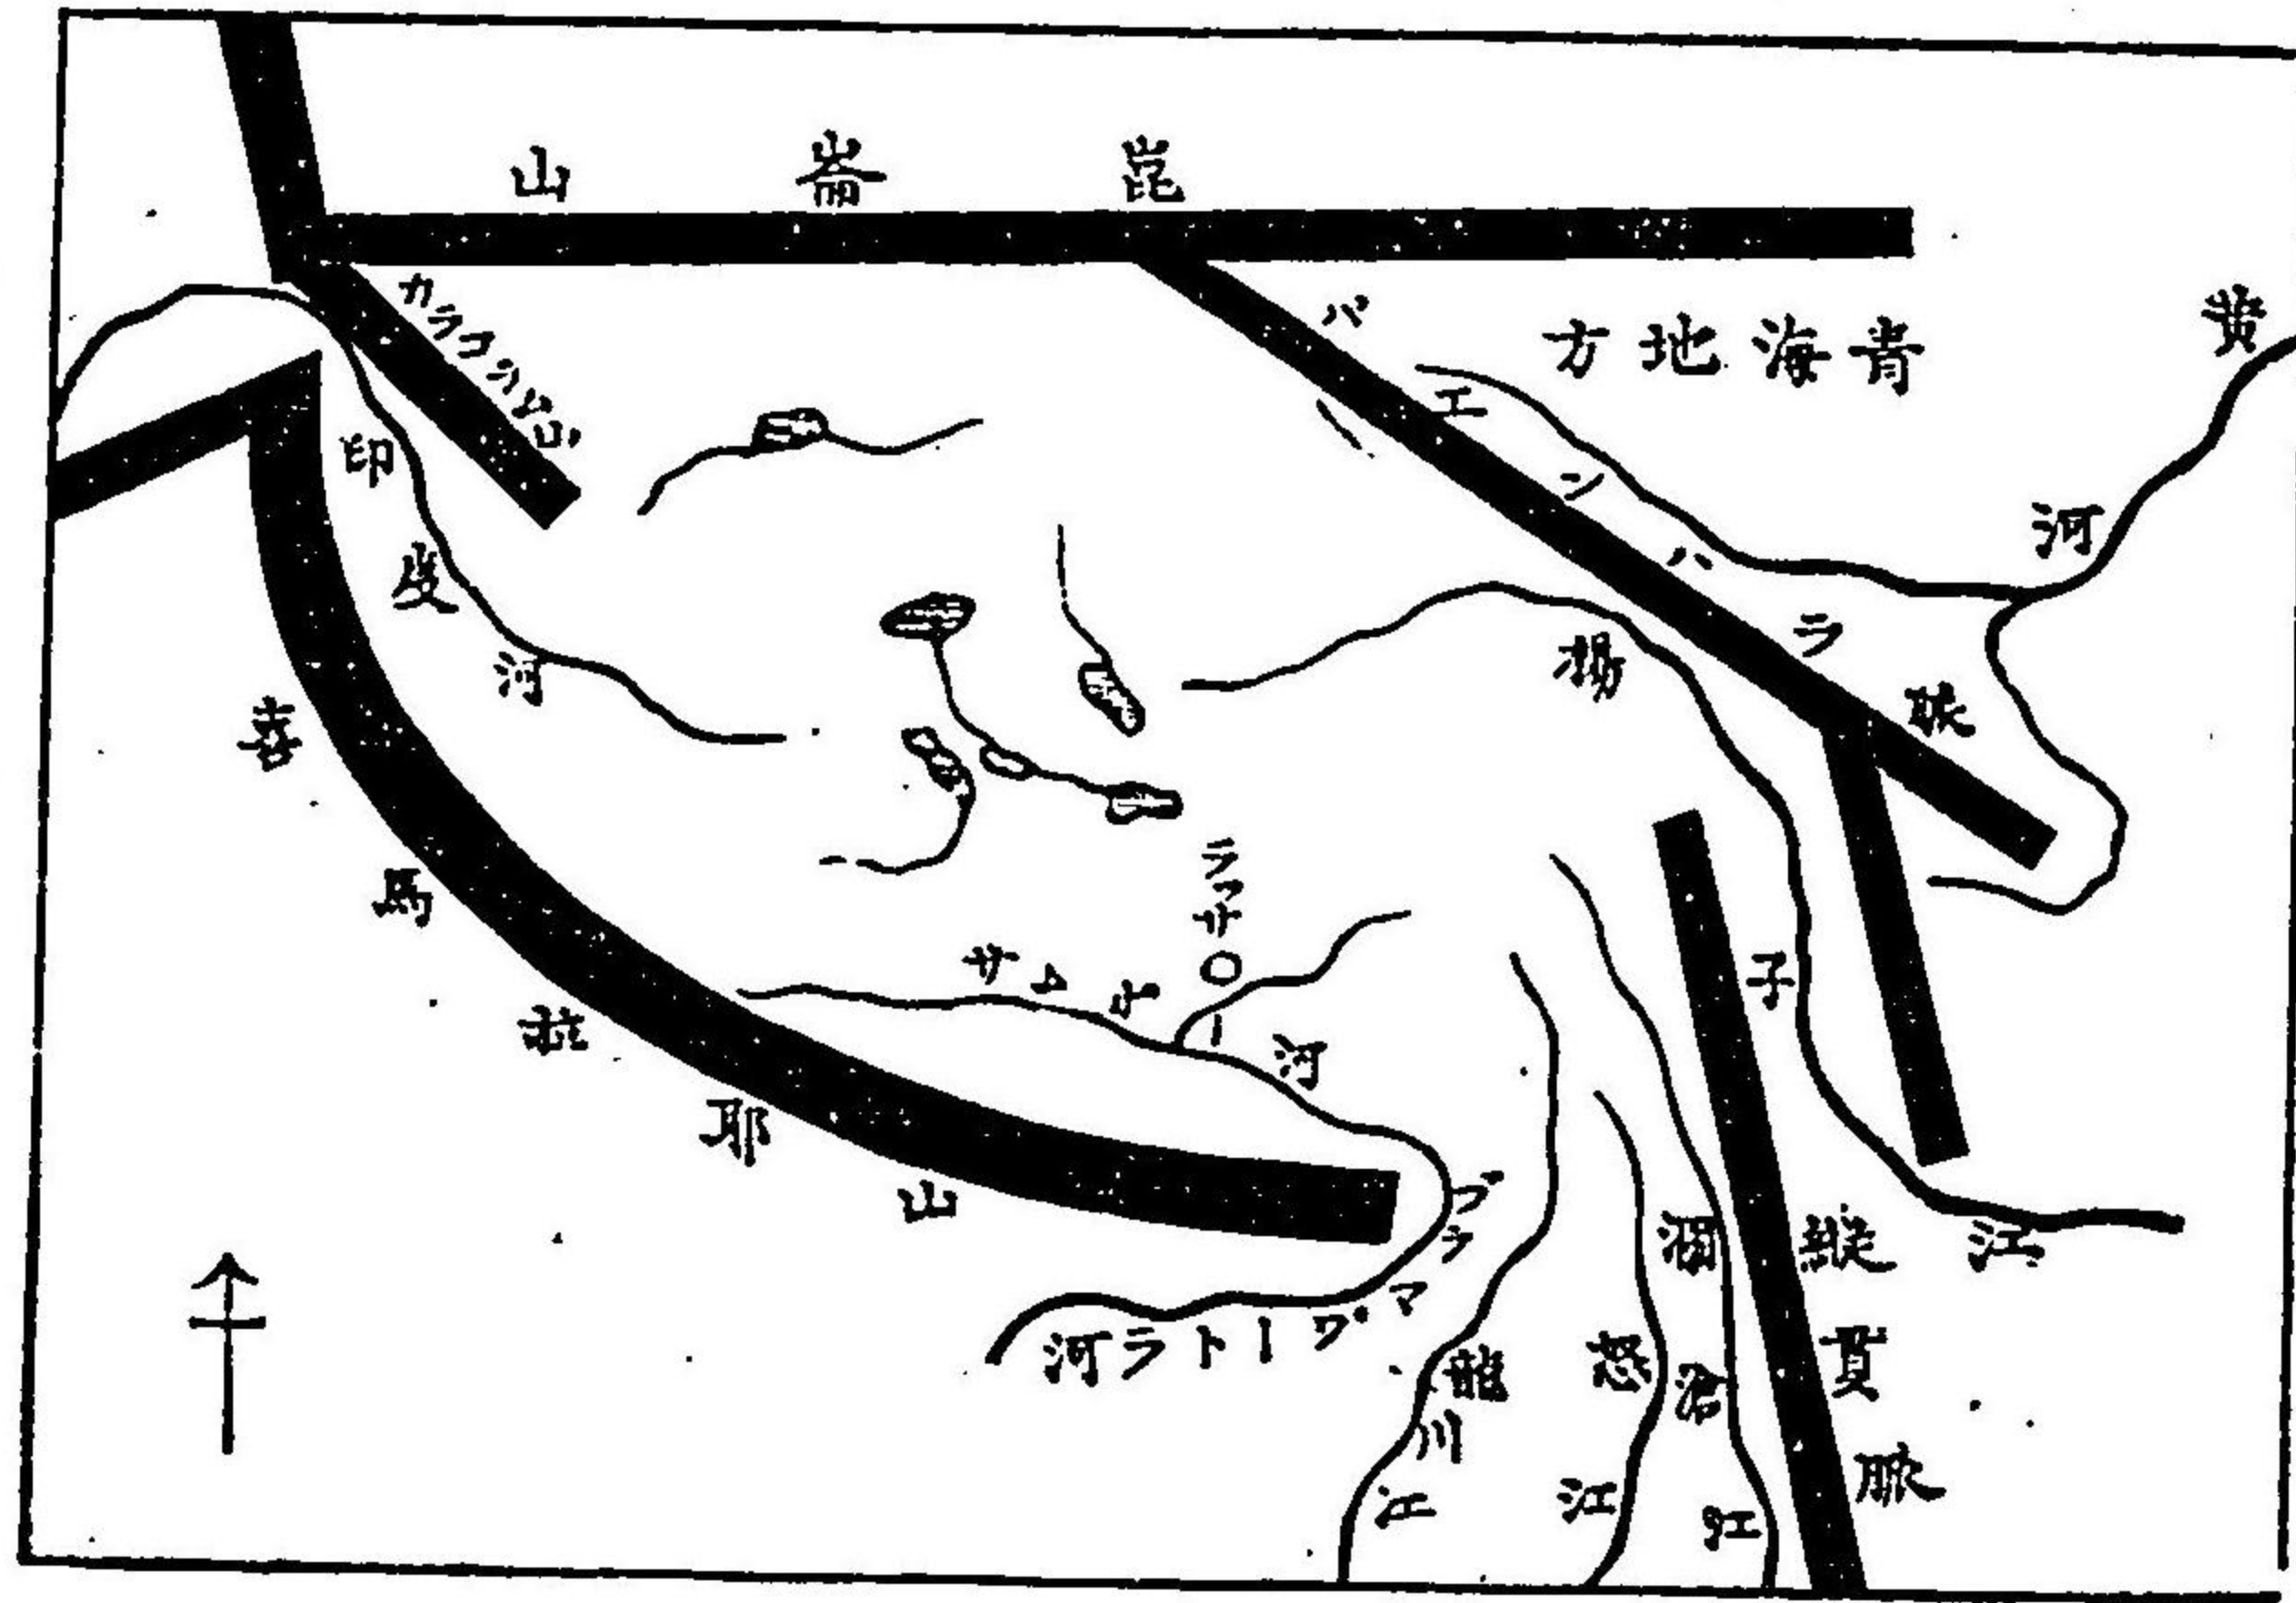 崑崙山
カラコルム山
青海地方
バエンハラ脈
黄河
印度河
揚子江
喜馬拉耶山
ラッサ
サムポー河
ブラマプートラ河
龍川江
怒江
瀾滄江
縦貫脈